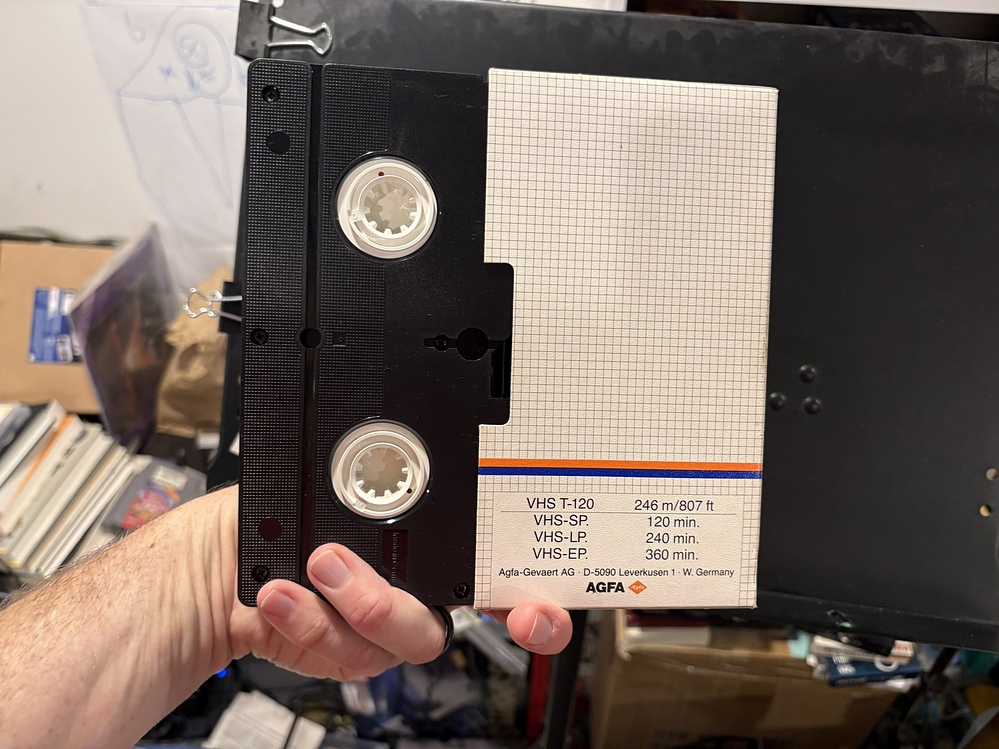 VHS T-120 246 m/807 ft
VHS-SP. 120 min.
VHS-LP. 240 min.
VHS-EP. 360 min.
Agfa-Gevaert AG · D-5090 Leverkusen 1 · W. Germany
AGFA